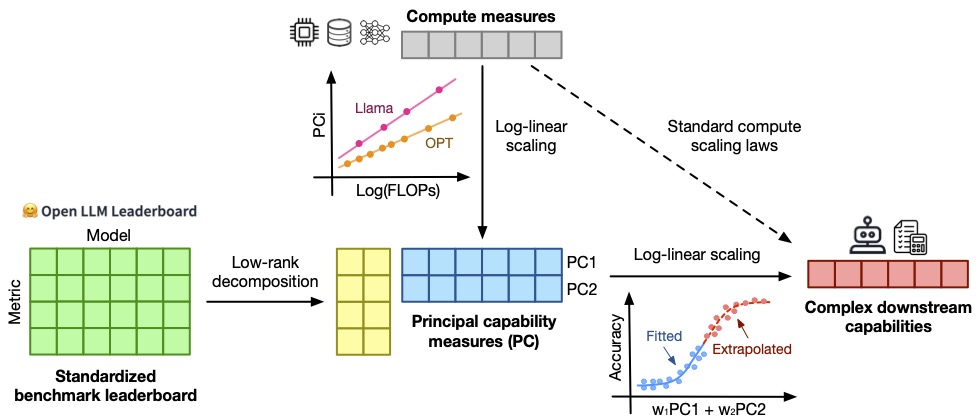 Compute measures
PCi
Llama
OPT
Log(FLOPs)
Log-linear
scaling
Standard compute
scaling laws
🤗 Open LLM Leaderboard
Model
Metric
Standardized
benchmark leaderboard
Low-rank
decomposition
PC1
PC2
Principal capability
measures (PC)
Log-linear scaling
Accuracy
Fitted
Extrapolated
w₁PC1 + w₂PC2
Complex downstream
capabilities